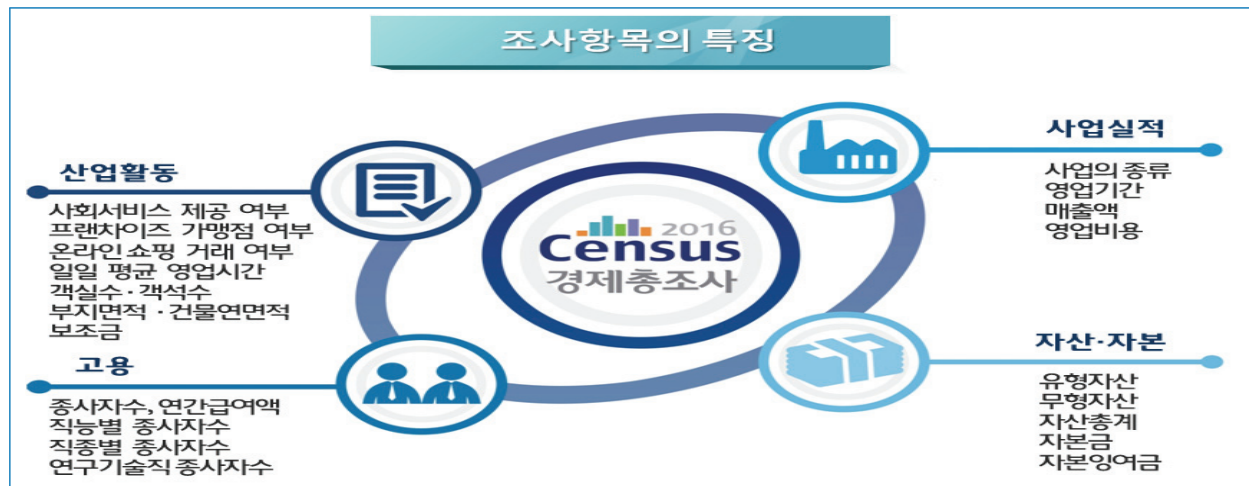 조사항목의 특징
산업활동
사회서비스 제공 여부
프랜차이즈 가맹점 여부
온라인쇼핑 거래 여부
일일 평균 영업시간
객실수·객석수
부지면적·건물연면적
보조금
고용
종사자수, 연간급여액
직능별 종사자수
직종별 종사자수
연구기술직 종사자수
2016
Census
경제총조사
사업실적
사업의 종류
영업기간
매출액
영업비용
자산·자본
유형자산
무형자산
자산총계
자본금
자본잉여금